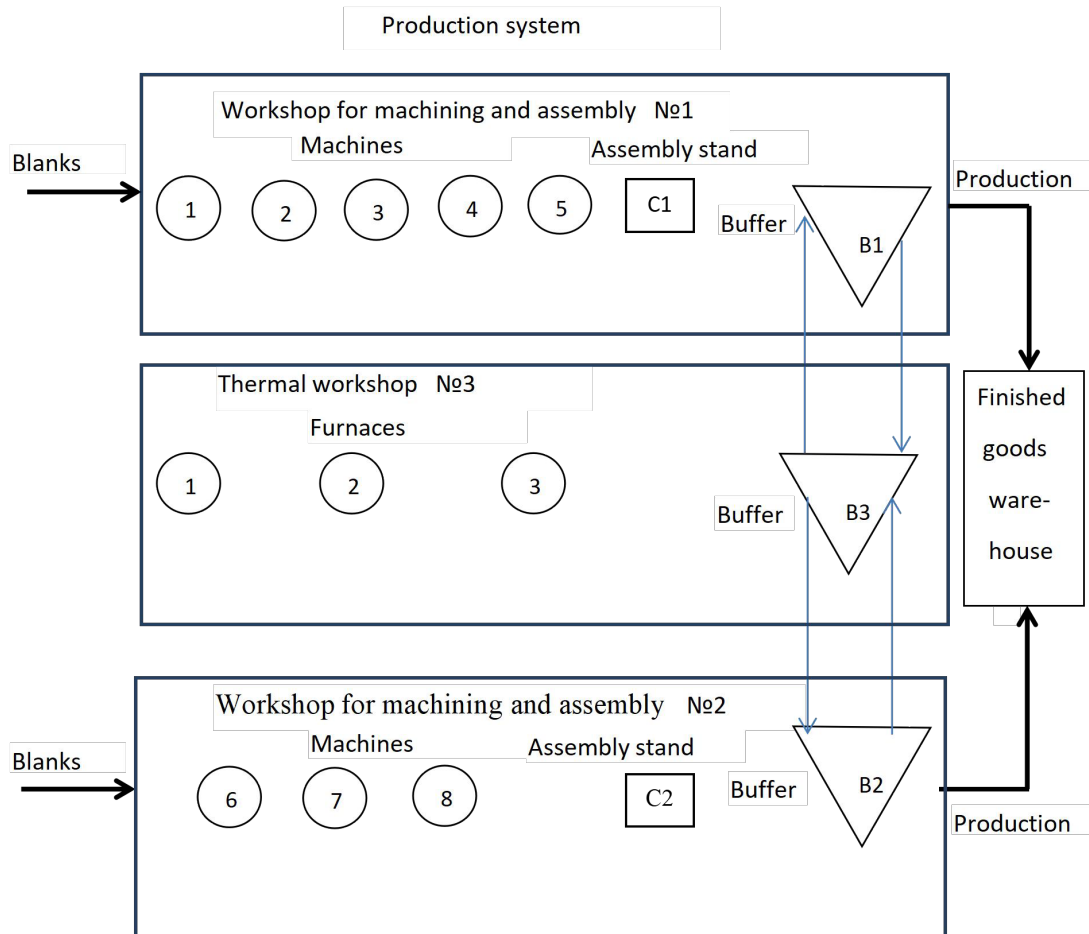 Production system
Workshop for machining and assembly №1
Machines
Assembly stand
Blanks
Production
1
2
3
4
5
C1
Buffer
B1
Thermal workshop №3
Furnaces
1
2
3
Buffer
B3
Finished
goods
ware-
house
Workshop for machining and assembly №2
Machines
Assembly stand
Blanks
6
7
8
C2
Buffer
B2
Production